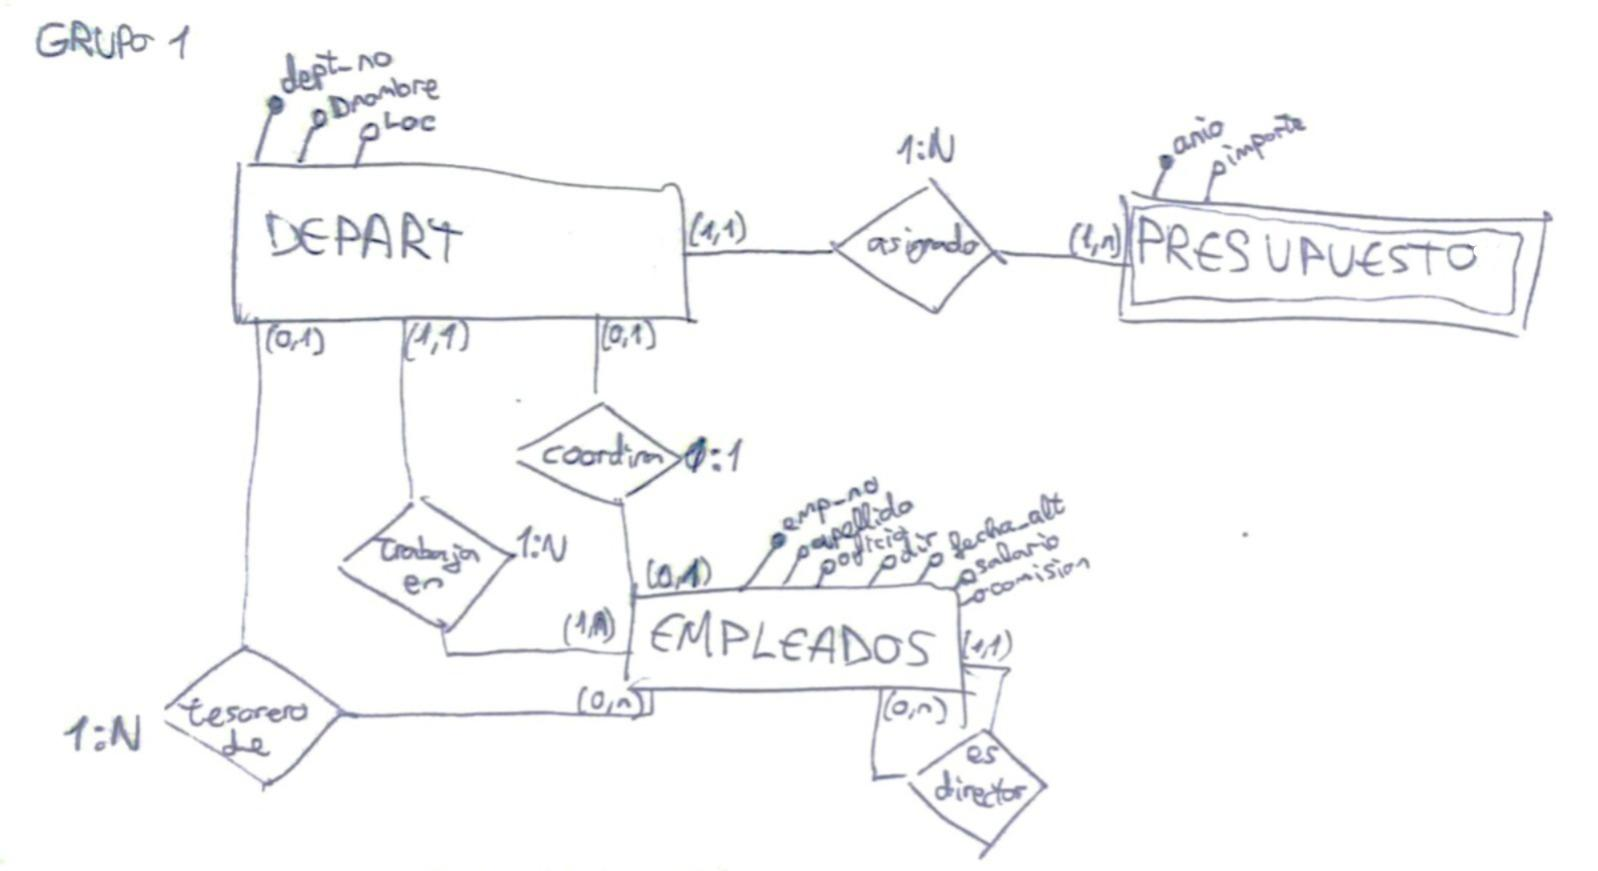 GRUPO 1
dept_no
Dnombre
Loc
DEPART
(1,1)
1:N
asignado
(1,n)
anio
importe
PRESUPUESTO
(0,1)
(1,1)
(0,1)
coordina
:1
trabaja
en
1:N
emp_no
apellido
oficio
dir
fecha_alt
salario
comision
(0,1)
(1,n)
EMPLEADOS
(1,1)
(0,n)
(0,n)
tesorero
de
1:N
es
director